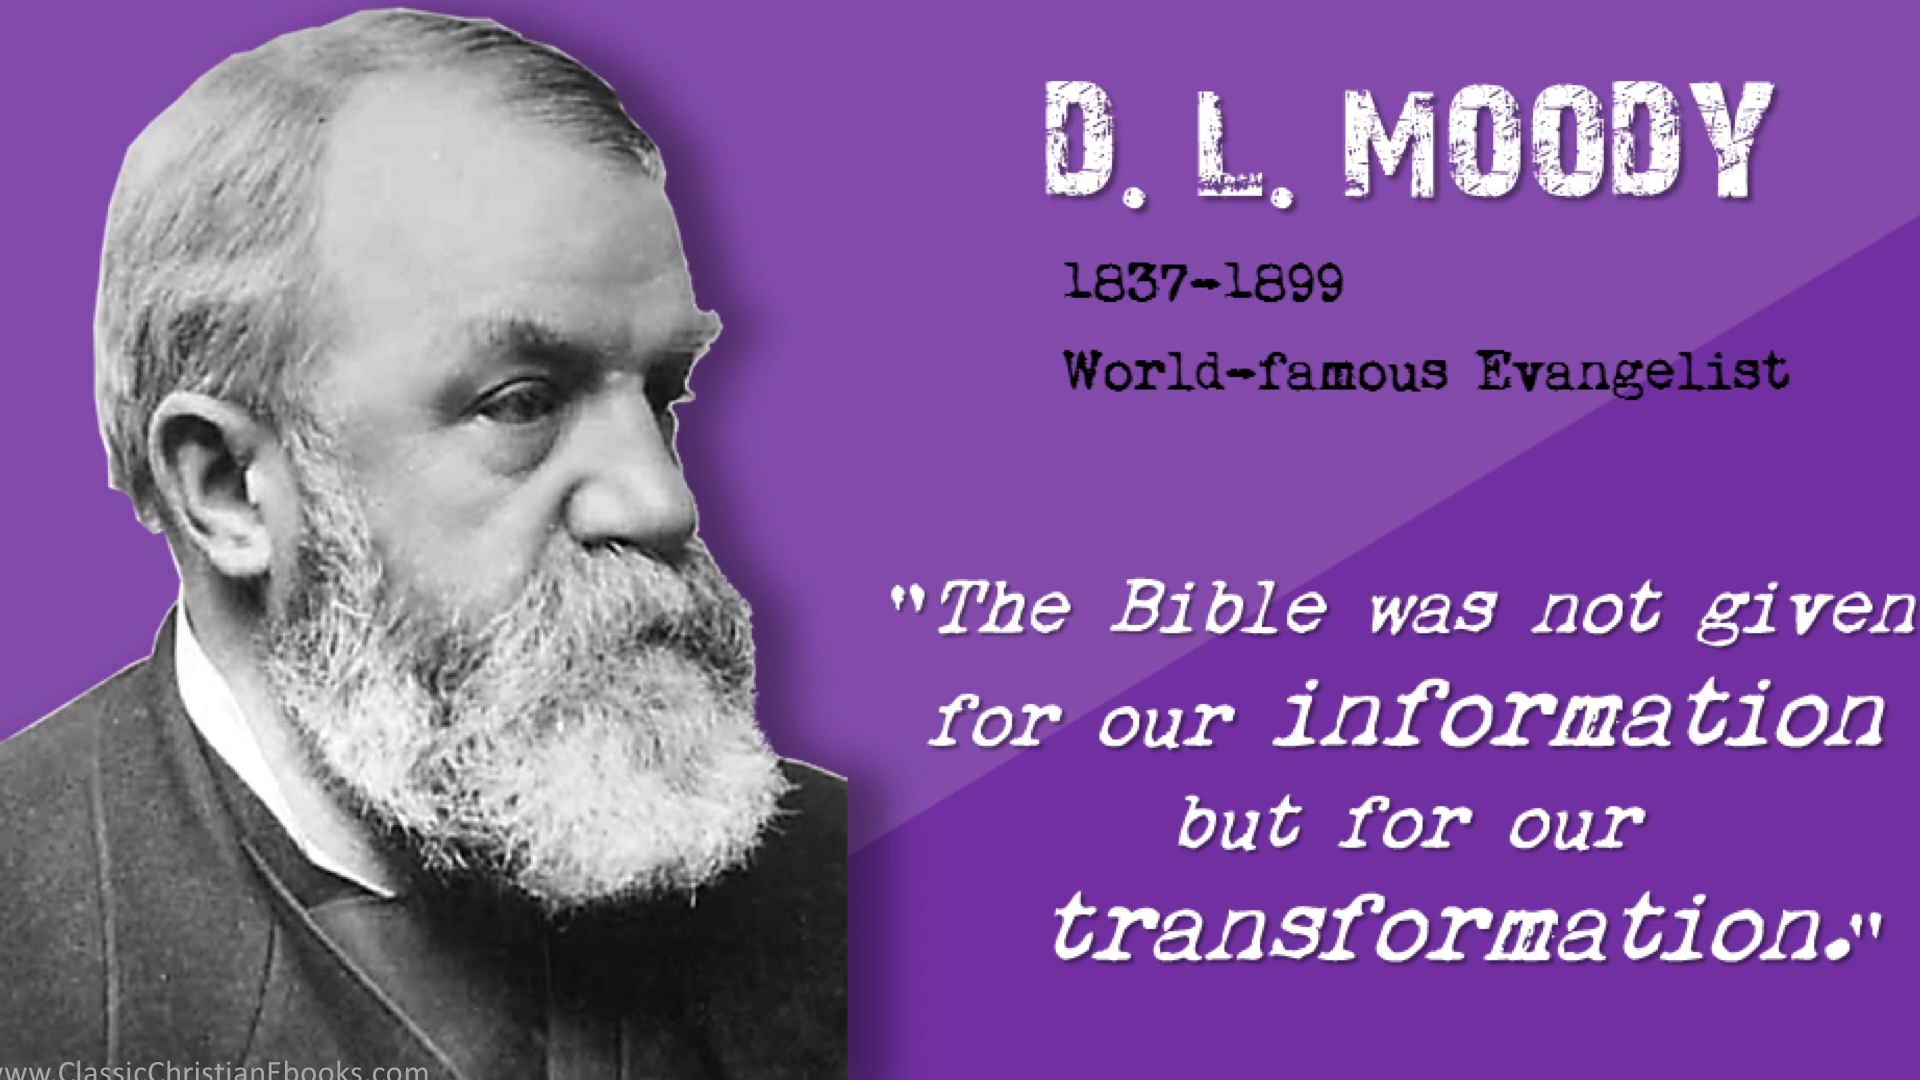 D. L. MOODY
1837-1899
World-famous Evangelist
"The Bible was not given
for our information
but for our
transformation."
www.ClassicChristianEbooks.com